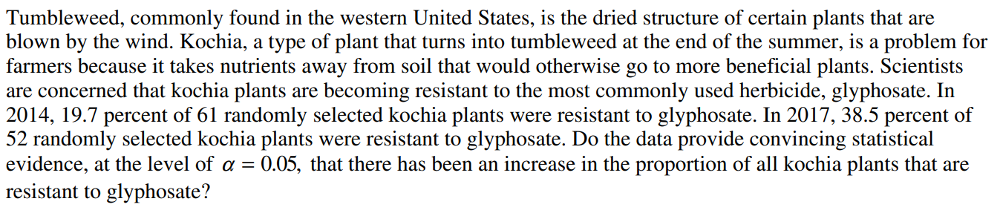 Tumbleweed, commonly found in the western United States, is the dried structure of certain plants that are
blown by the wind. Kochia, a type of plant that turns into tumbleweed at the end of the summer, is a problem for
farmers because it takes nutrients away from soil that would otherwise go to more beneficial plants. Scientists
are concerned that kochia plants are becoming resistant to the most commonly used herbicide, glyphosate. In
2014, 19.7 percent of 61 randomly selected kochia plants were resistant to glyphosate. In 2017, 38.5 percent of
52 randomly selected kochia plants were resistant to glyphosate. Do the data provide convincing statistical
evidence, at the level of α = 0.05, that there has been an increase in the proportion of all kochia plants that are
resistant to glyphosate?